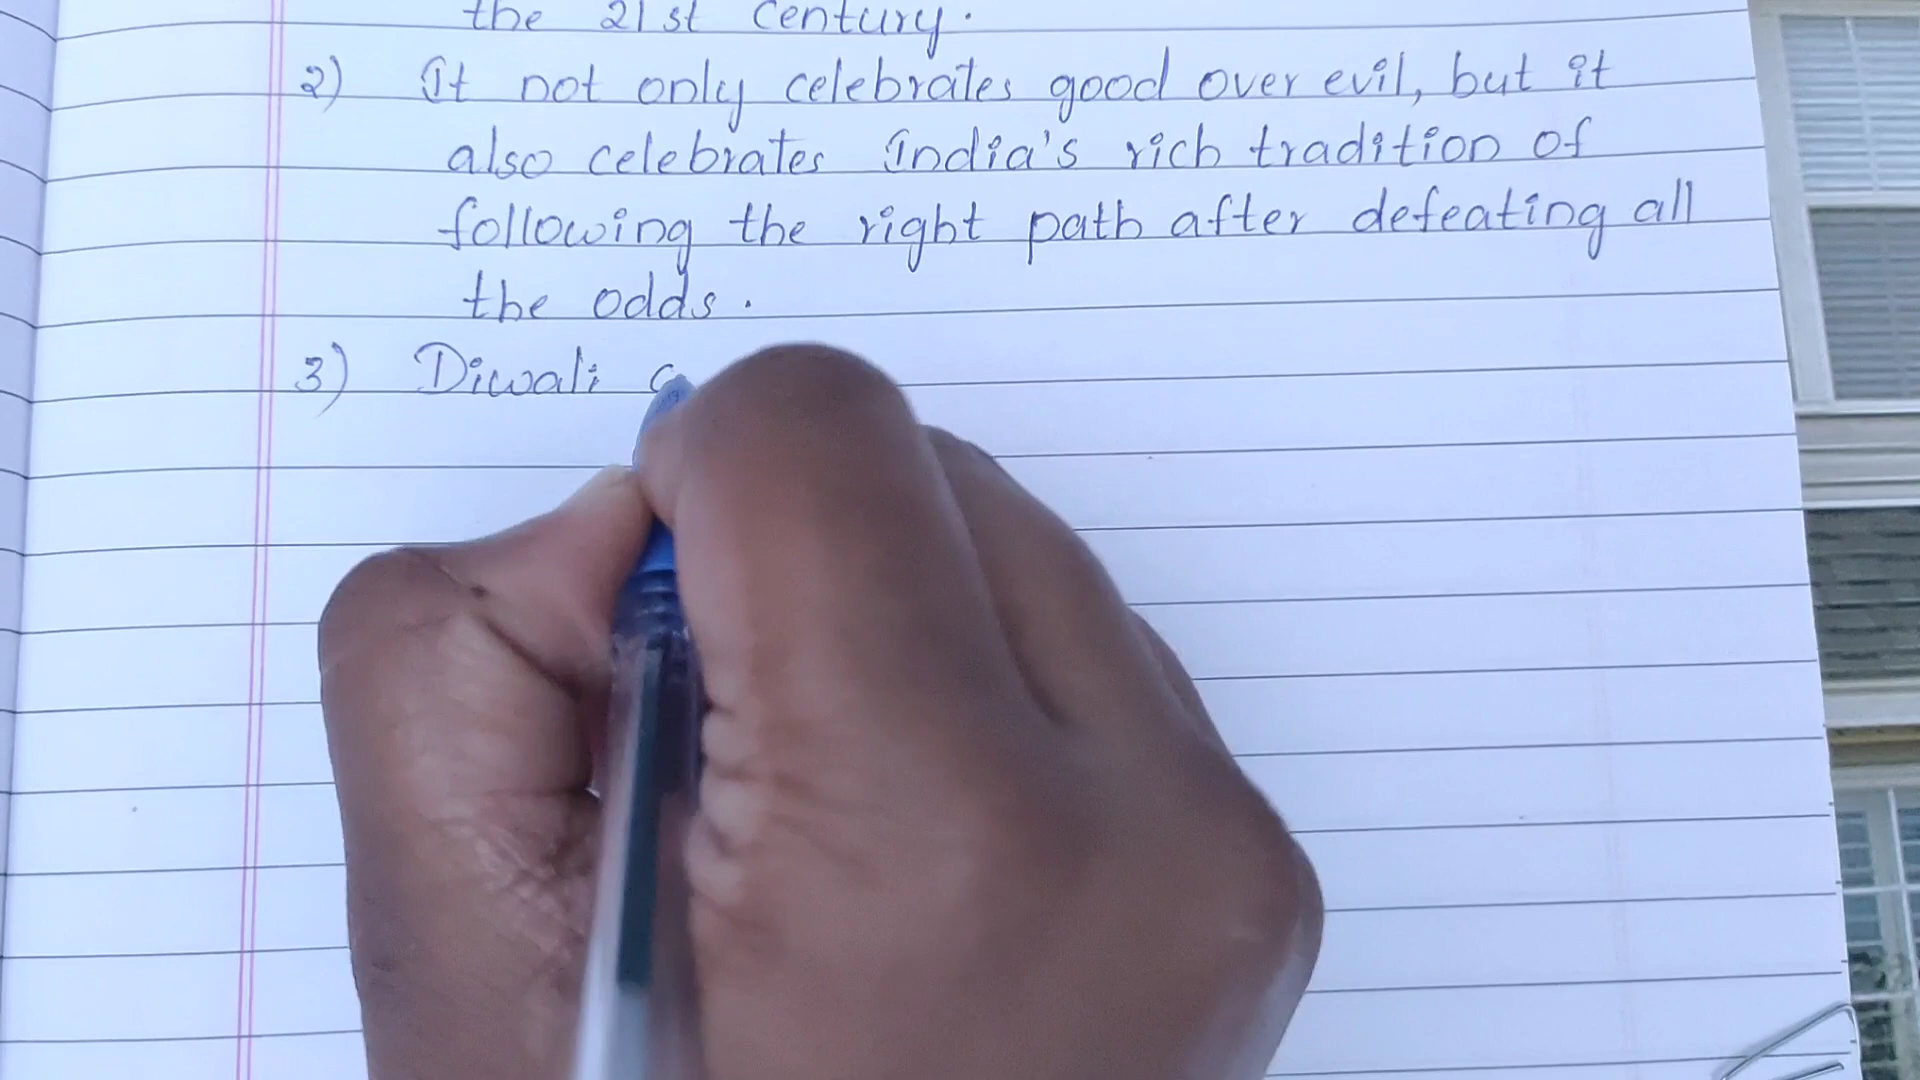 the 21st century.
2) It not only celebrates good over evil, but it
also celebrates India's rich tradition of
following the right path after defeating all
the odds.
3) Diwali